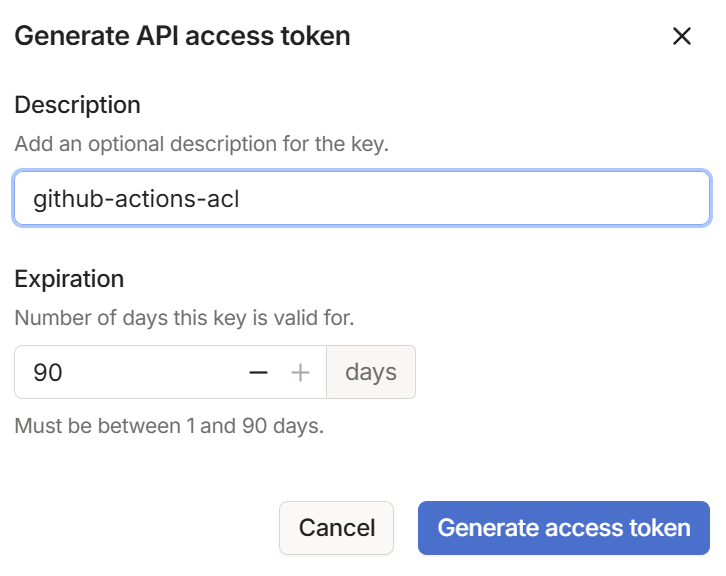 Generate API access token
Description
Add an optional description for the key.
github-actions-acl
Expiration
Number of days this key is valid for.
90 days
Must be between 1 and 90 days.
Cancel Generate access token